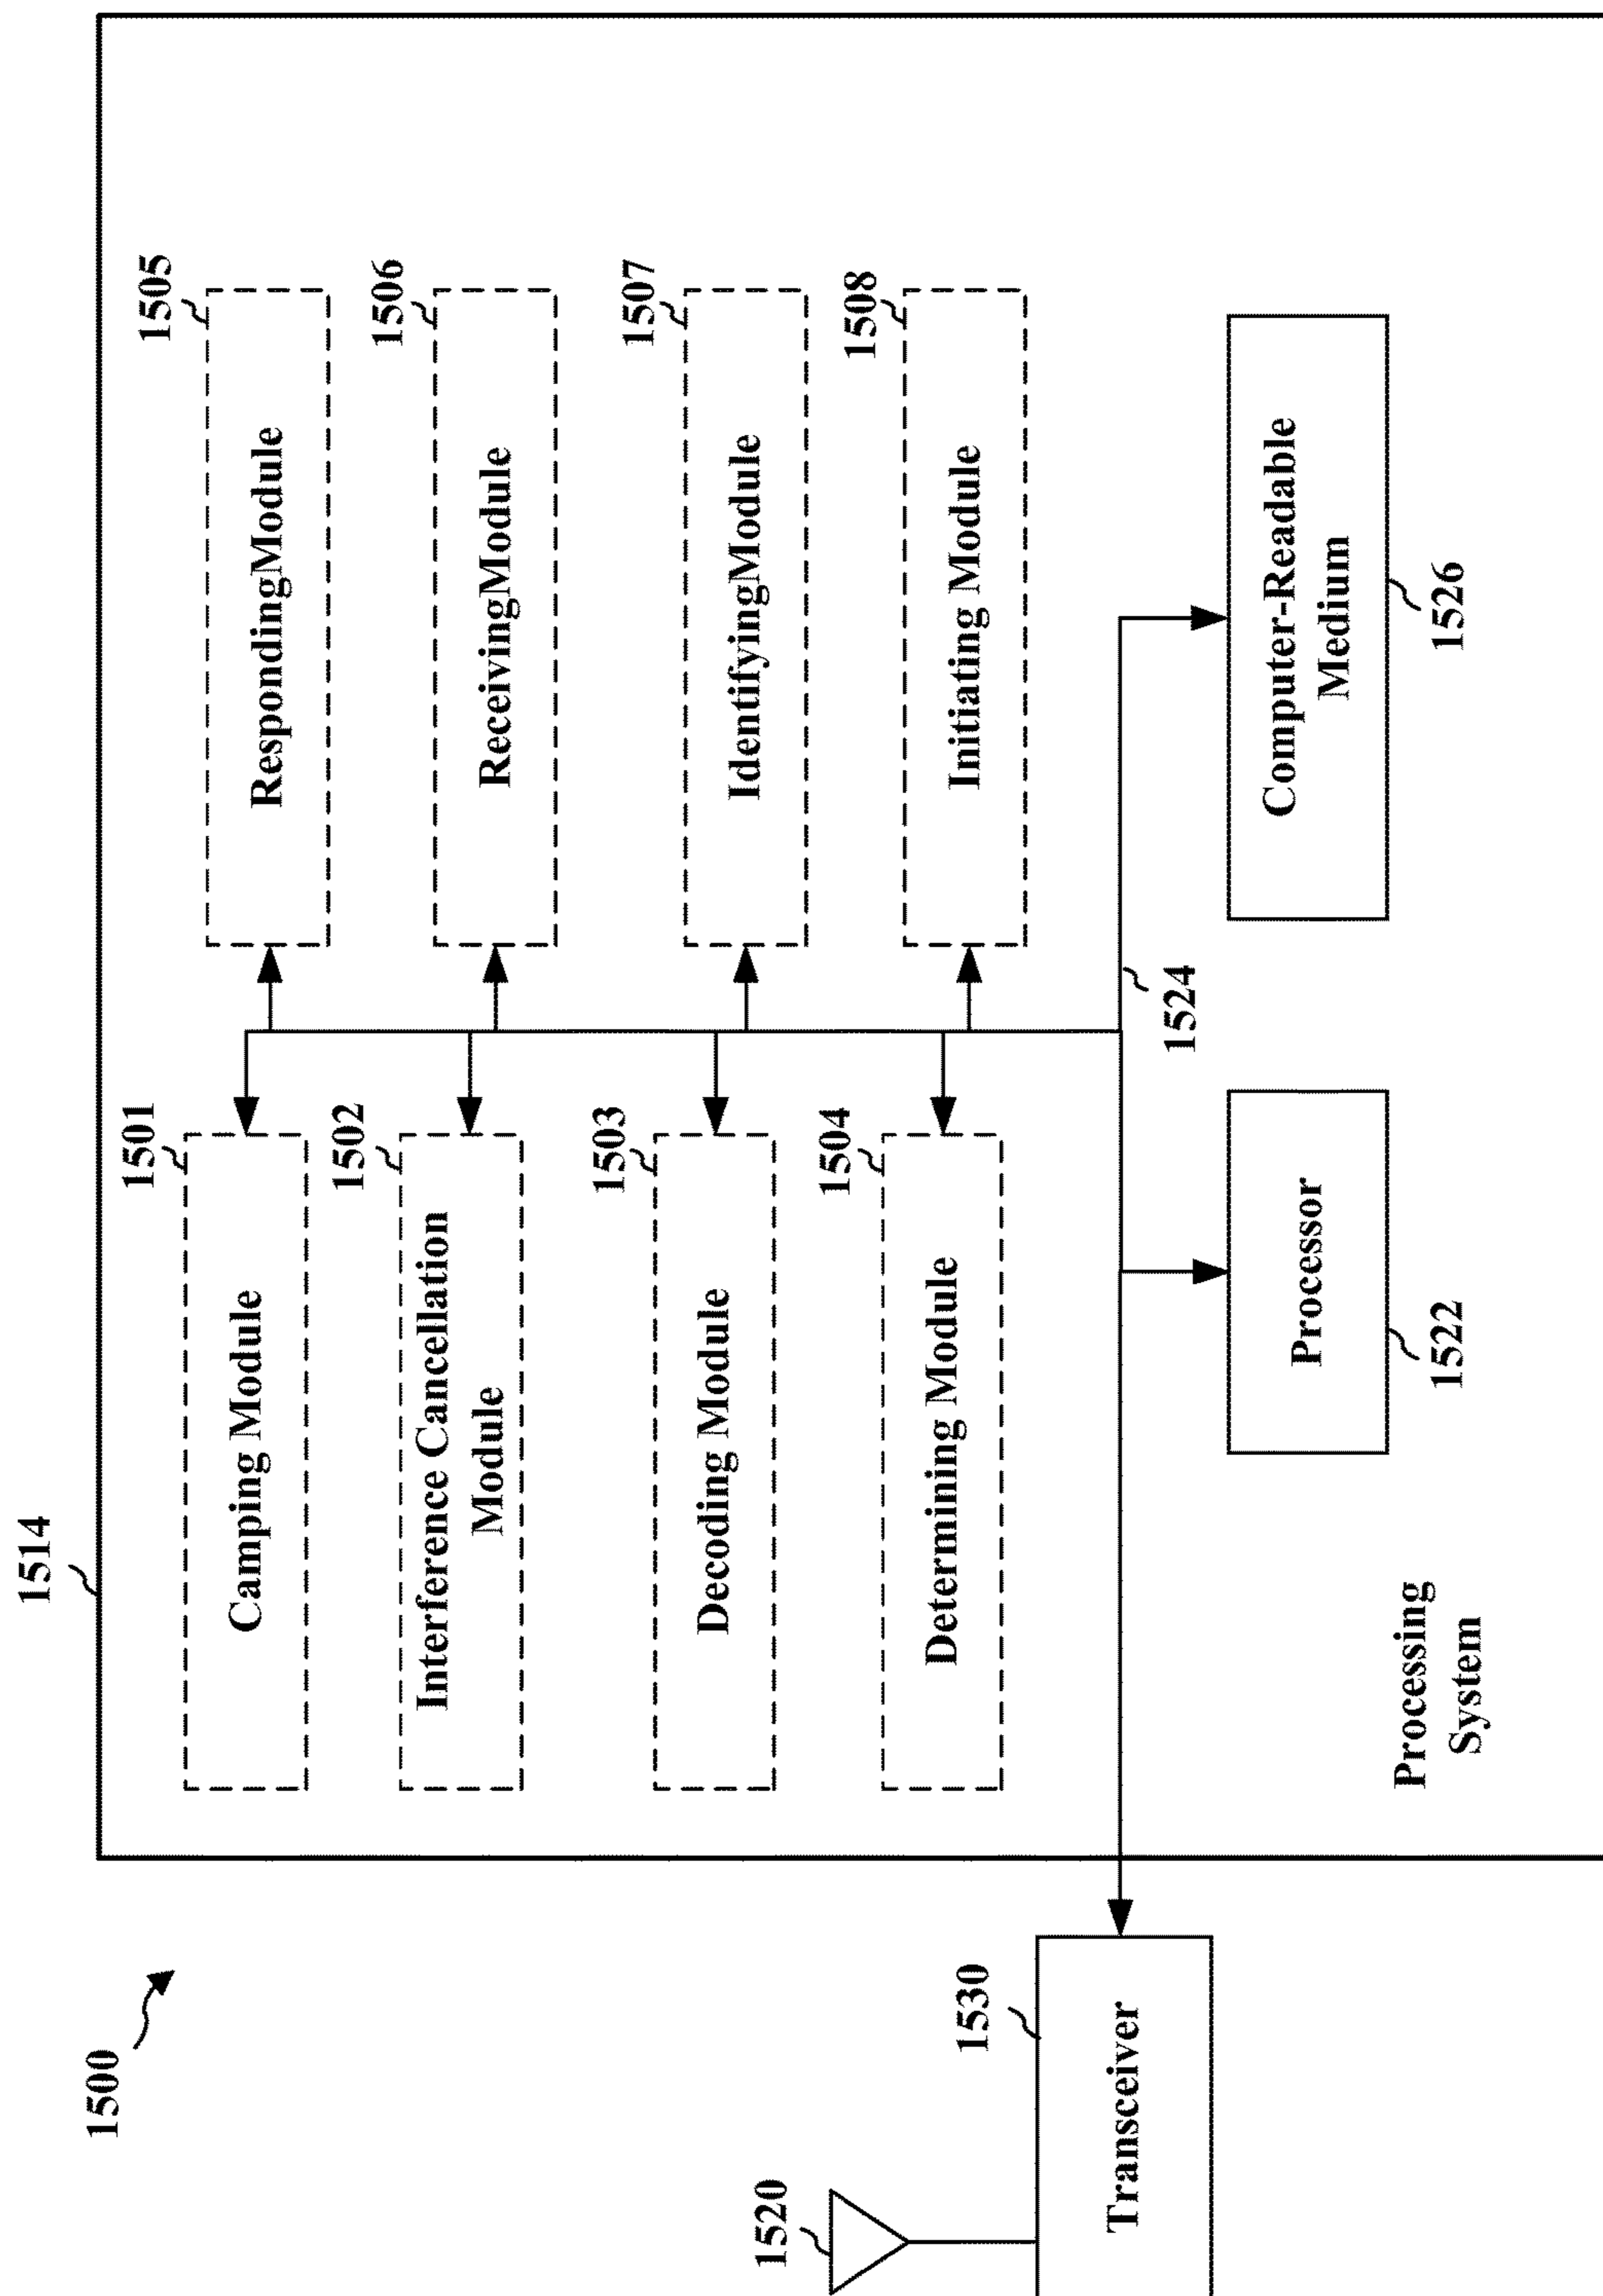 1500
1514
1501
Camping Module
1505
RespondingModule
1502
Interference Cancellation
Module
1506
ReceivingModule
1503
Decoding Module
1507
IdentifyingModule
1504
Determining Module
1508
Initiating Module
1520
1530
Transceiver
1524
Processor
1522
Computer-Readable
Medium
1526
Processing
System